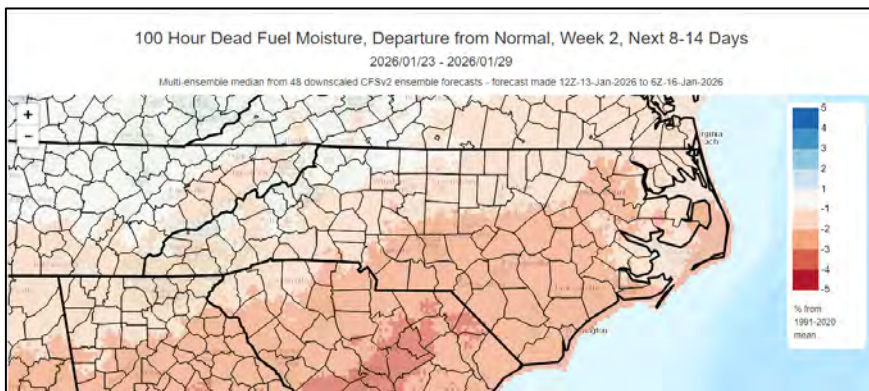 100 Hour Dead Fuel Moisture, Departure from Normal, Week 2, Next 8-14 Days
2026/01/23 - 2026/01/29
Multi-ensemble median from 48 downscaled CFSv2 ensemble forecasts - forecast made 12Z-13-Jan-2026 to 6Z-16-Jan-2026
+
−
5
4
3
2
1
-1
-2
-3
-4
-5
% from
1991-2020
mean